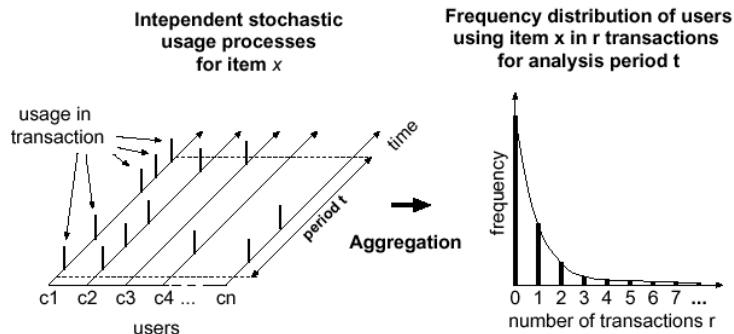 Intependent stochastic
usage processes
for item x
Frequency distribution of users
using item x in r transactions
for analysis period t
usage in
transaction
time
period t
Aggregation
frequency
c1 c2 c3 c4 ... cn
users
0 1 2 3 4 5 6 7 ...
number of transactions r